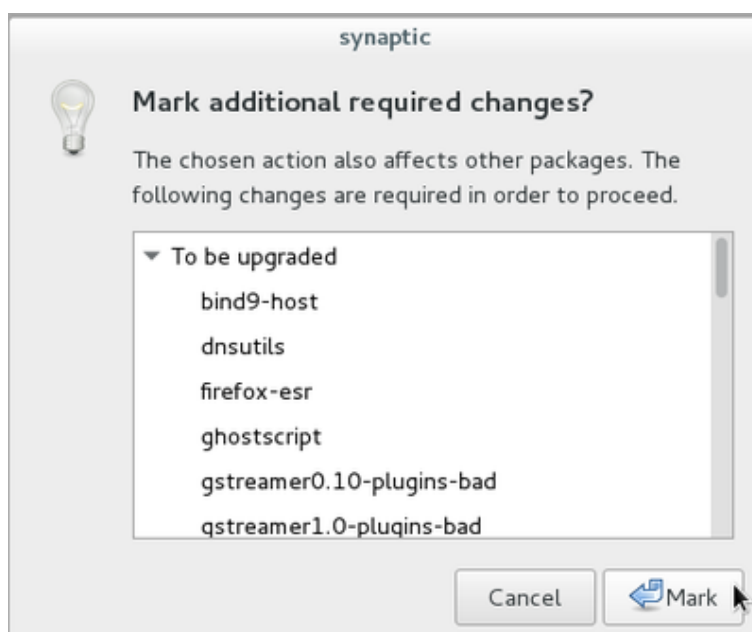 synaptic
Mark additional required changes?
The chosen action also affects other packages. The
following changes are required in order to proceed.
To be upgraded
bind9-host
dnsutils
firefox-esr
ghostscript
gstreamer0.10-plugins-bad
gstreamer1.0-plugins-bad
Cancel
Mark